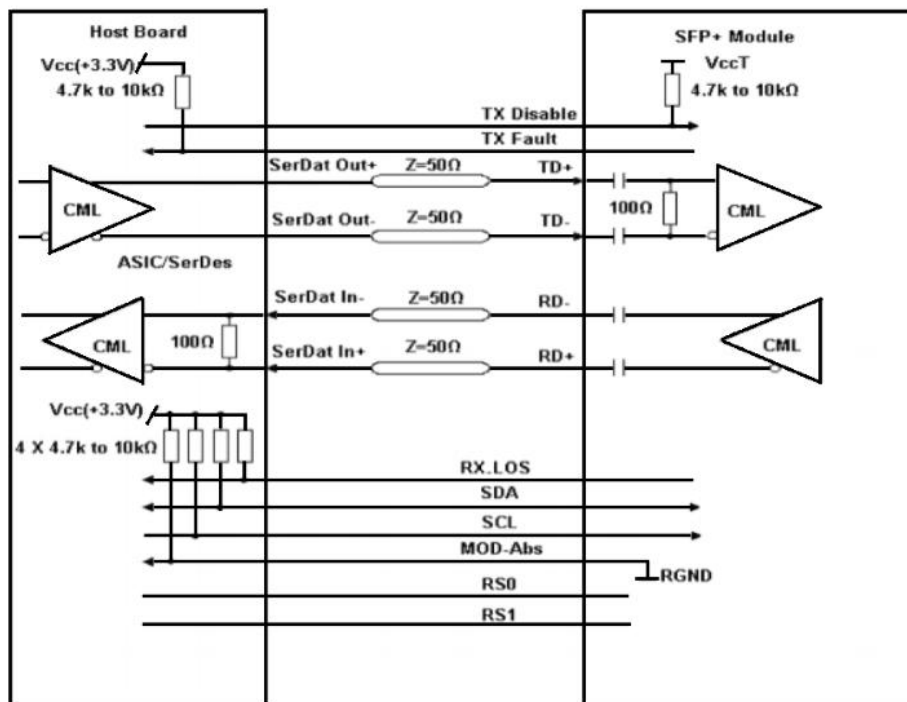 Host Board
SFP+ Module
Vcc(+3.3V)
4.7k to 10kΩ
VccT
4.7k to 10kΩ
TX Disable
TX Fault
SerDat Out+
Z=50Ω
TD+
CML
100Ω
CML
SerDat Out-
Z=50Ω
TD-
ASIC/SerDes
SerDat In-
Z=50Ω
RD-
CML
100Ω
CML
SerDat In+
Z=50Ω
RD+
Vcc(+3.3V)
4 X 4.7k to 10kΩ
RX.LOS
SDA
SCL
MOD-Abs
RGND
RS0
RS1